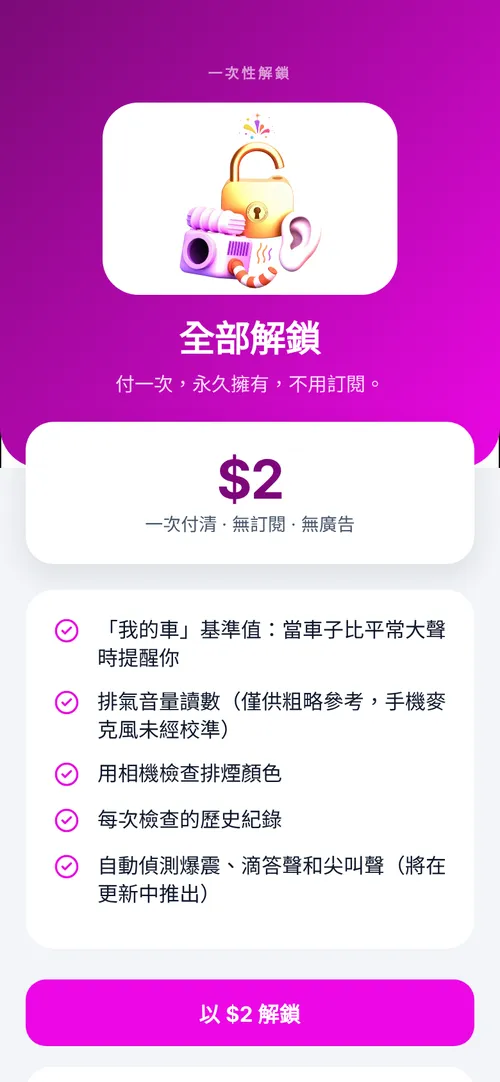 一次性解鎖
全部解鎖
付一次，永久擁有，不用訂閱。
$2
一次付清 · 無訂閱 · 無廣告
「我的車」基準值：當車子比平常大聲
時提醒你
排氣音量讀數（僅供粗略參考，手機麥
克風未經校準）
用相機檢查排煙顏色
每次檢查的歷史紀錄
自動偵測爆震、滴答聲和尖叫聲（將在
更新中推出）
以 $2 解鎖